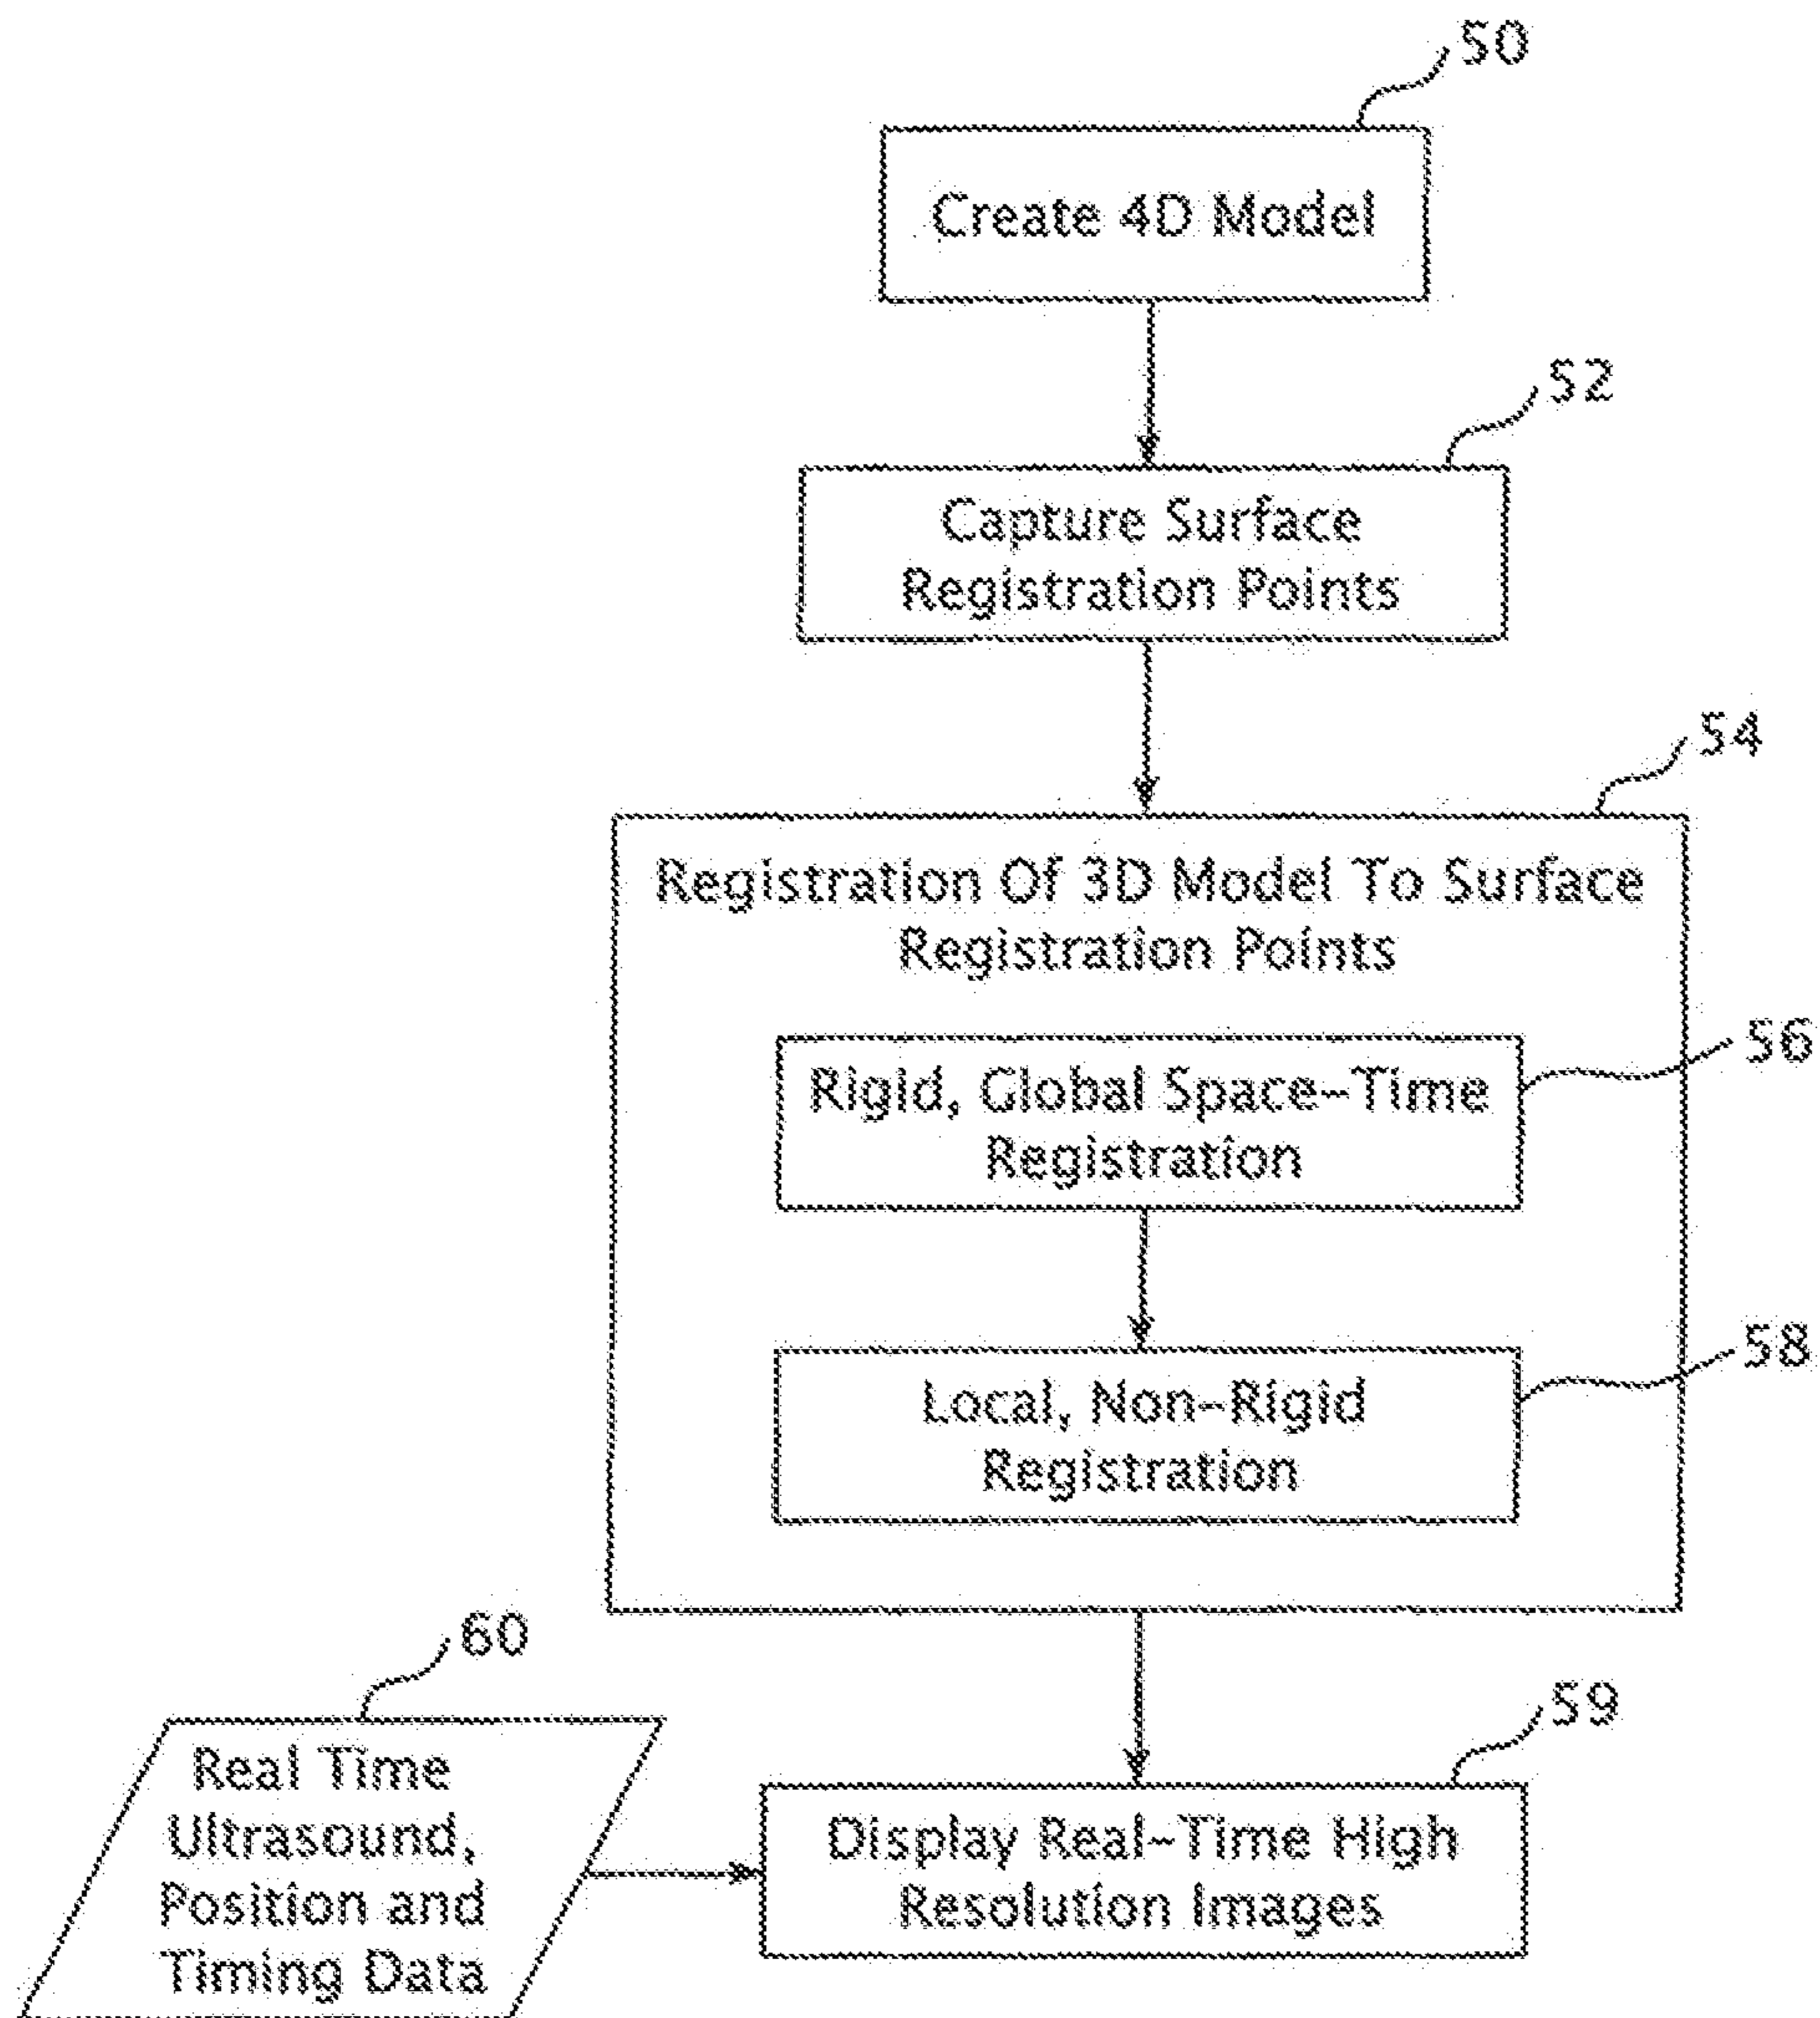 50
Create 4D Model
52
Capture Surface
Registration Points
54
Registration Of 3D Model To Surface
Registration Points
56
Rigid, Global Space-Time
Registration
58
Local, Non-Rigid
Registration
60
Real Time
Ultrasound,
Position and
Timing Data
59
Display Real-Time High
Resolution Images